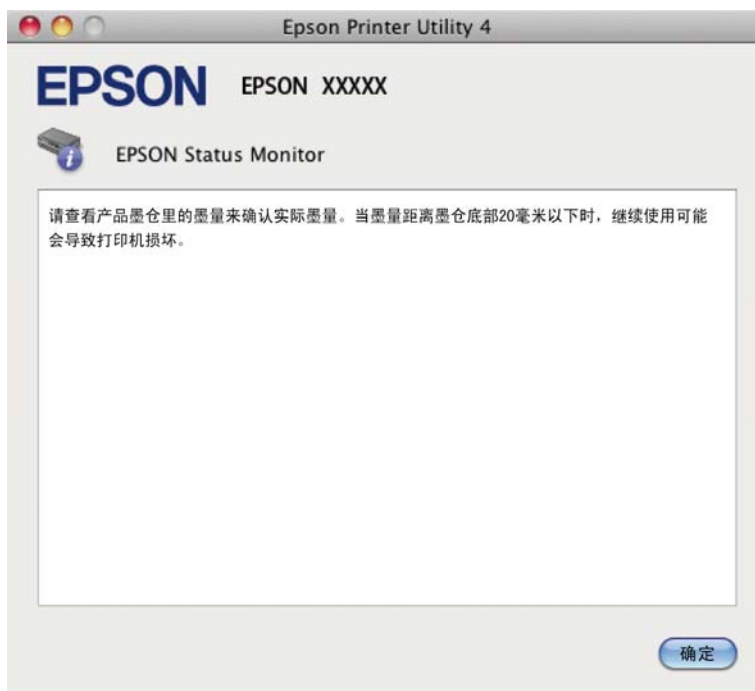 Epson Printer Utility 4
EPSON EPSON XXXXX
EPSON Status Monitor
请查看产品墨仓里的墨量来确认实际墨量。当墨量距离墨仓底部20毫米以下时，继续使用可能
会导致打印机损坏。
确定